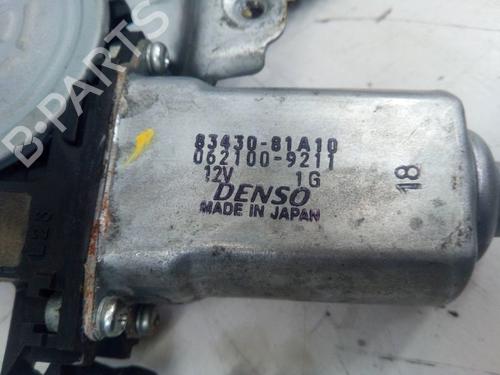 B-PARTS
83430-81A10
062100-9211
12V 1G
DENSO
MADE IN JAPAN
18